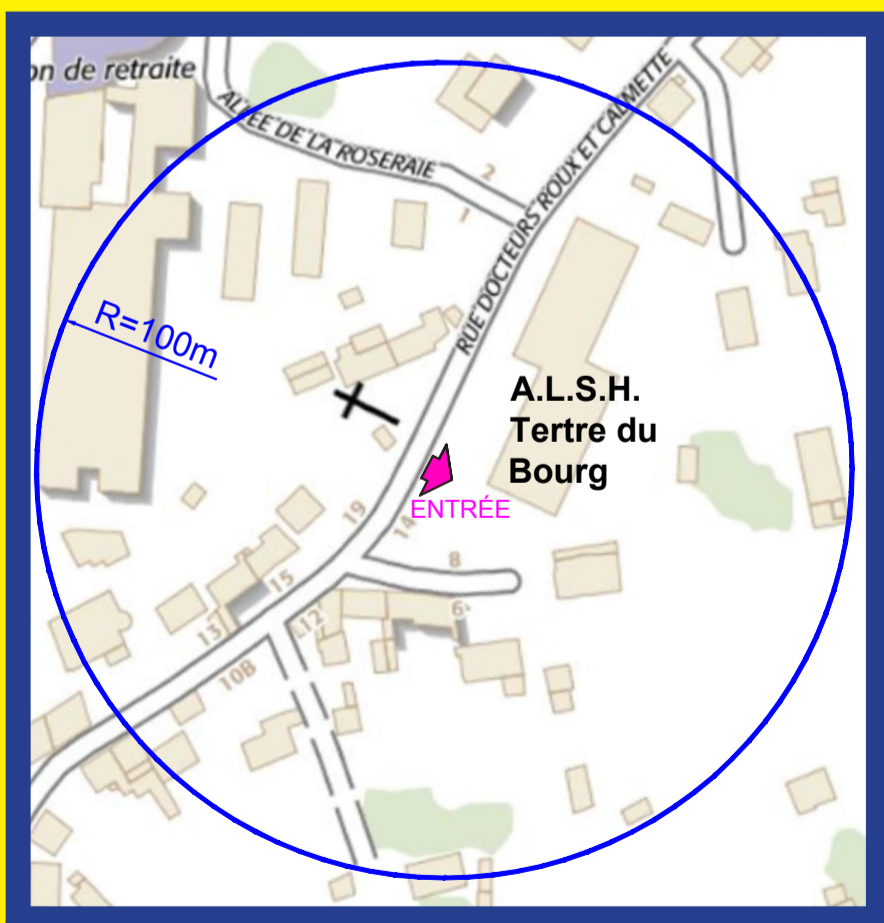 on de retraite
ALLÉE DE LA ROSERAIE
2
1
RUE DOCTEURS ROUX ET CALMETTE
R=100m
A.L.S.H.
Tertre du
Bourg
ENTRÉE
19
14
8
15
6
13
12
10B